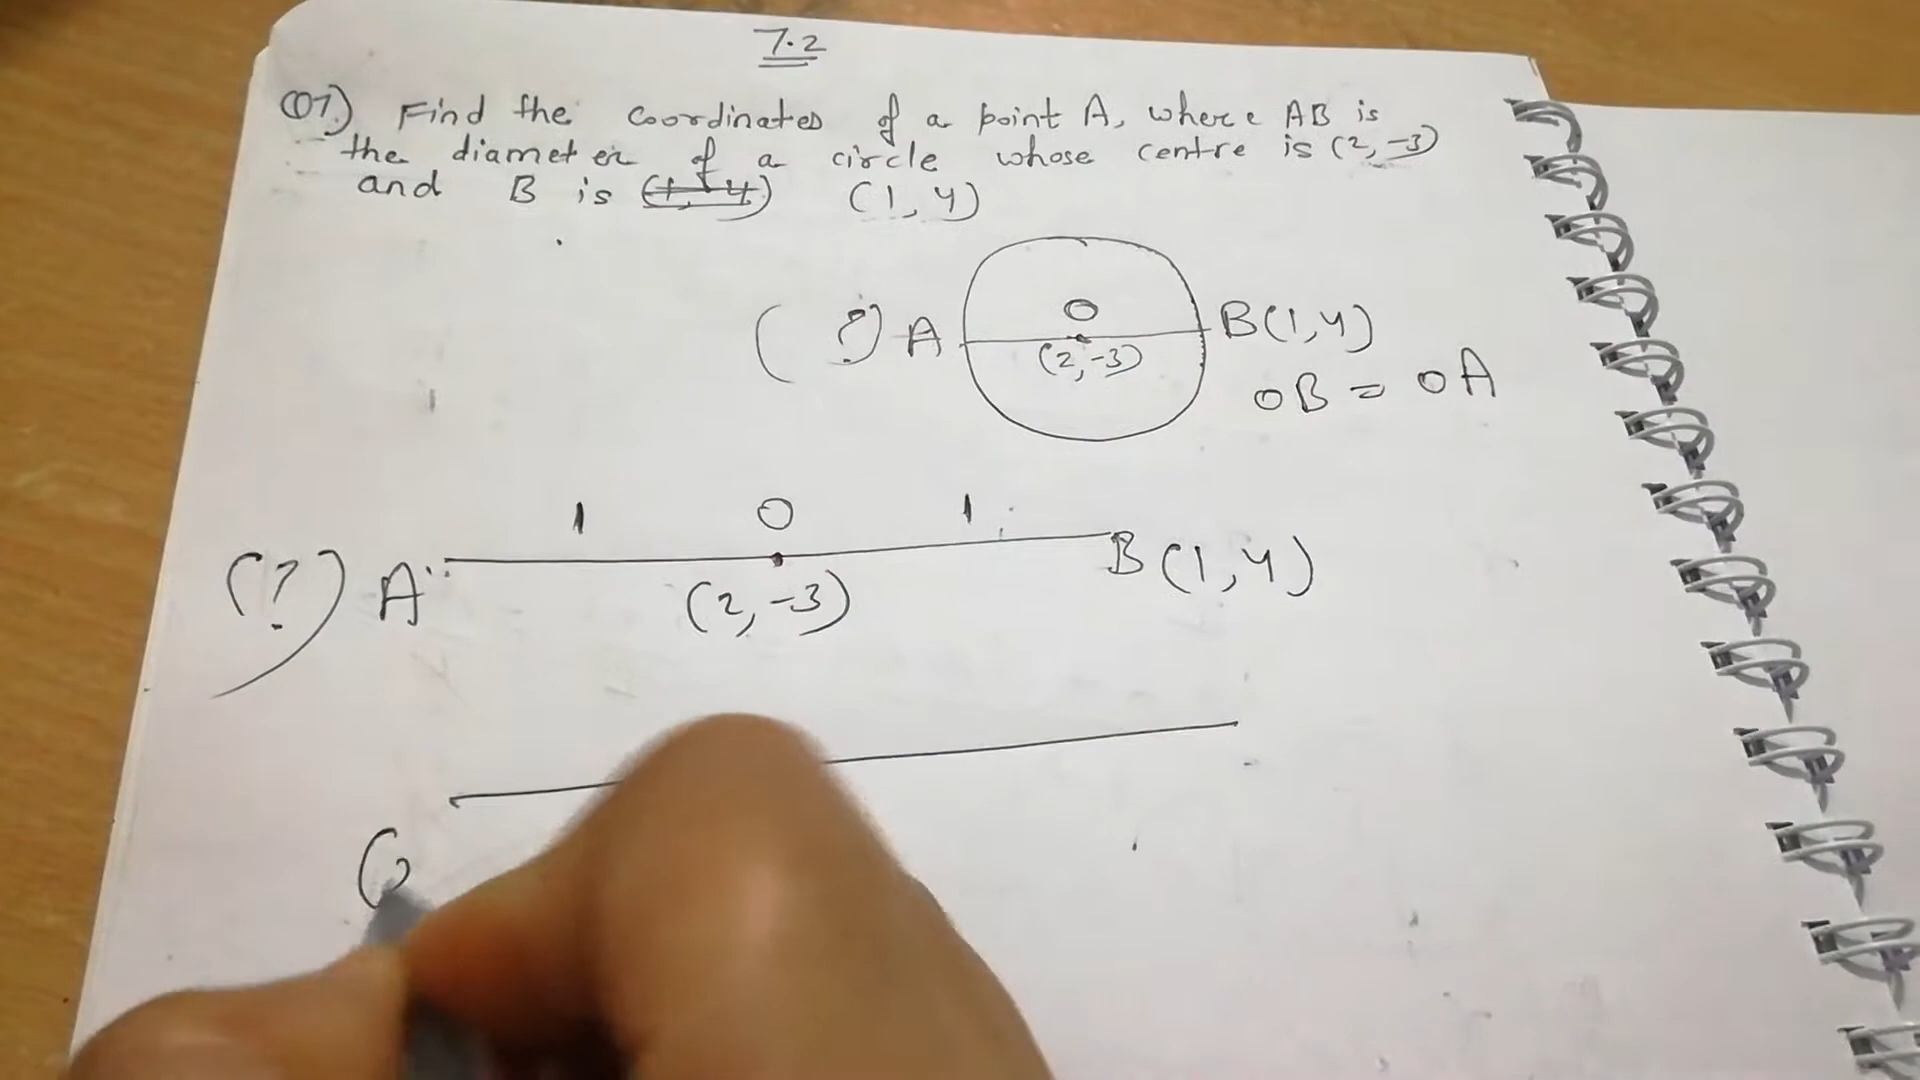 7.2
Q7.) Find the coordinates of a point A, where AB is
the diameter of a circle whose centre is (2,-3)
and B is (1, 4)
O
(?) A B(1,4)
(2,-3)
OB = OA
1 O 1
(?) A B (1,4)
(2,-3)